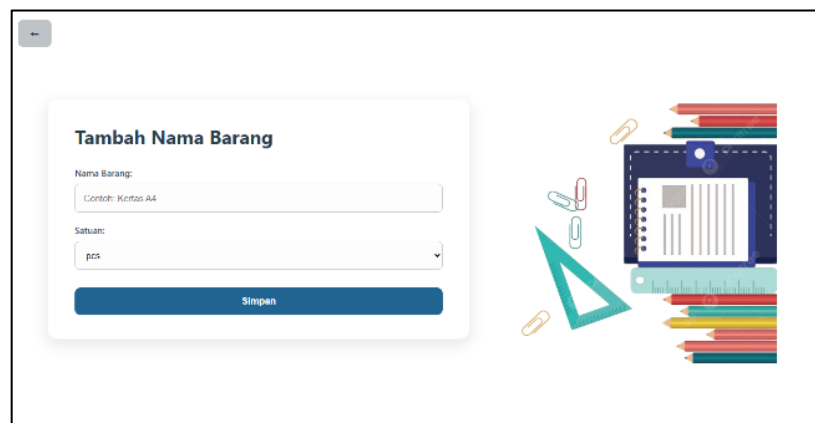 ←
Tambah Nama Barang
Nama Barang:
Contoh: Kertas A4
Satuan:
pcs
Simpan